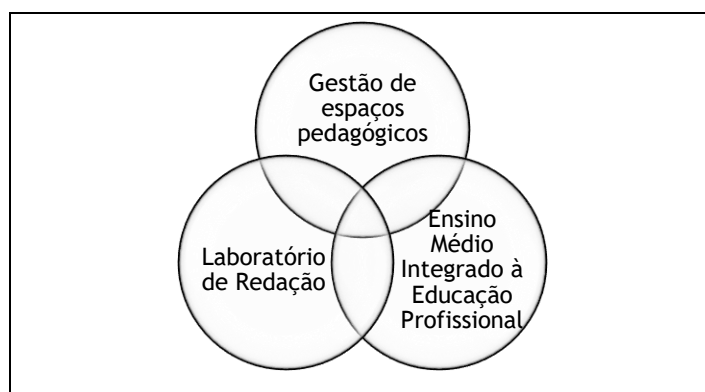 Gestão de
espaços
pedagógicos
Laboratório
de Redação
Ensino
Médio
Integrado à
Educação
Profissional